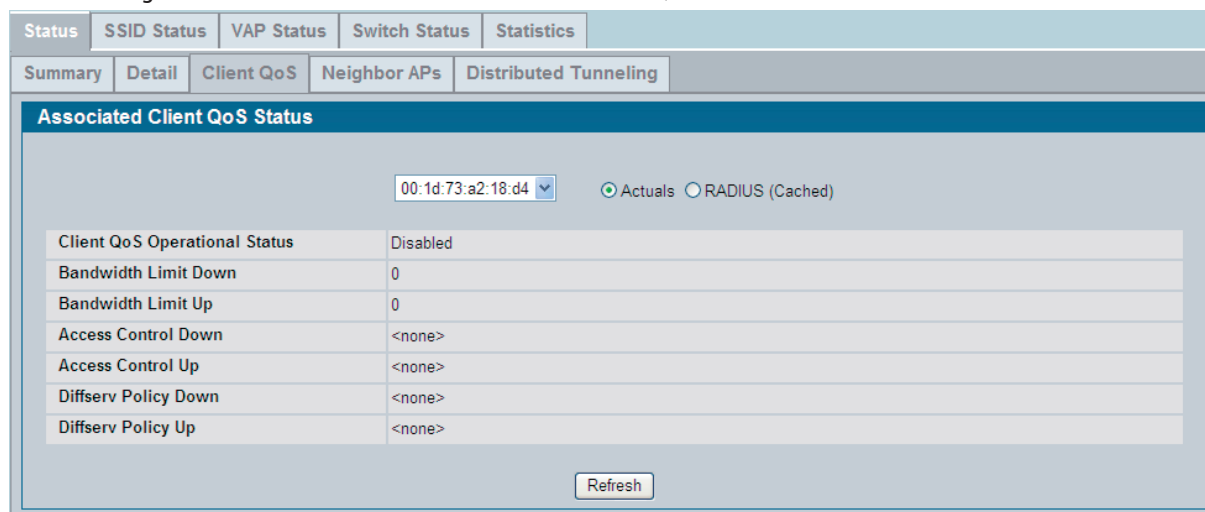 Status SSID Status VAP Status Switch Status Statistics
Summary Detail Client QoS Neighbor APs Distributed Tunneling
Associated Client QoS Status
00:1d:73:a2:18:d4 Actuals RADIUS (Cached)
Client QoS Operational Status Disabled
Bandwidth Limit Down 0
Bandwidth Limit Up 0
Access Control Down <none>
Access Control Up <none>
Diffserv Policy Down <none>
Diffserv Policy Up <none>
Refresh